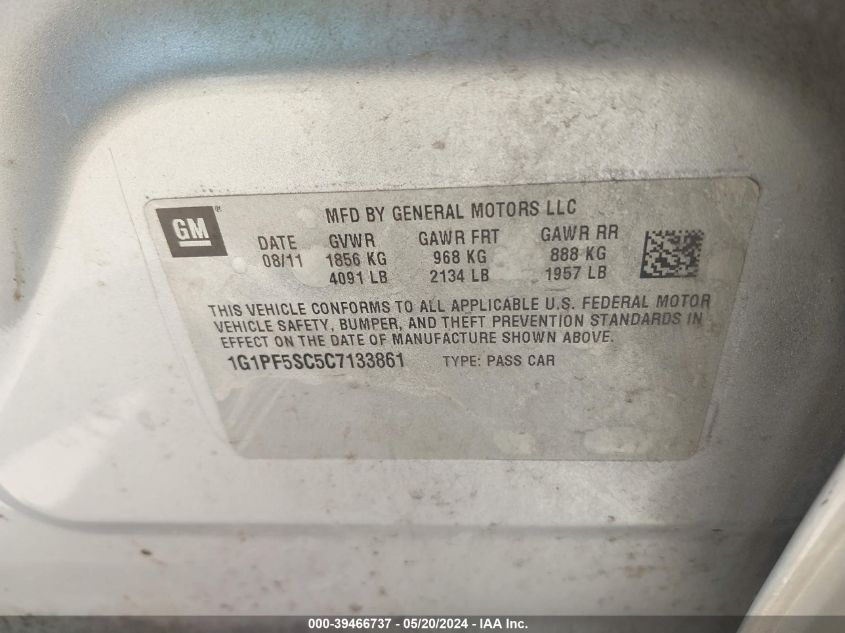 GM ®
MFD BY GENERAL MOTORS LLC
DATE GVWR GAWR FRT GAWR RR
08/11 1856 KG 968 KG 888 KG
4091 LB 2134 LB 1957 LB
THIS VEHICLE CONFORMS TO ALL APPLICABLE U.S. FEDERAL MOTOR
VEHICLE SAFETY, BUMPER, AND THEFT PREVENTION STANDARDS IN
EFFECT ON THE DATE OF MANUFACTURE SHOWN ABOVE.
1G1PF5SC5C7133861 TYPE: PASS CAR
000-39466737 - 05/20/2024 - IAA Inc.